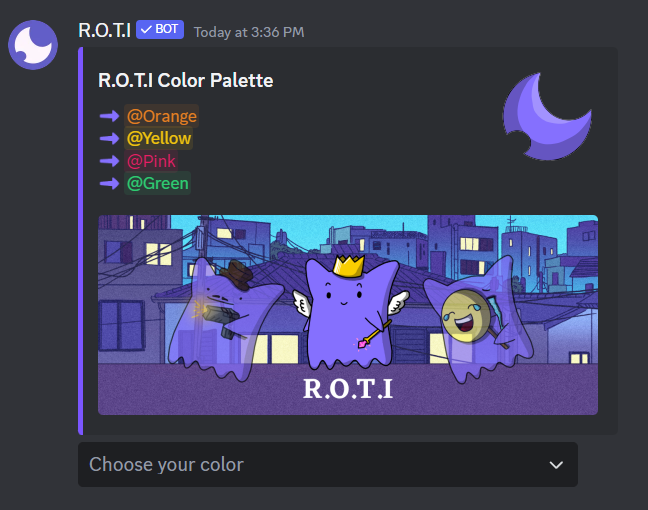 R.O.T.I BOT Today at 3:36 PM
R.O.T.I Color Palette
@Orange
@Yellow
@Pink
@Green
R.O.T.I
Choose your color